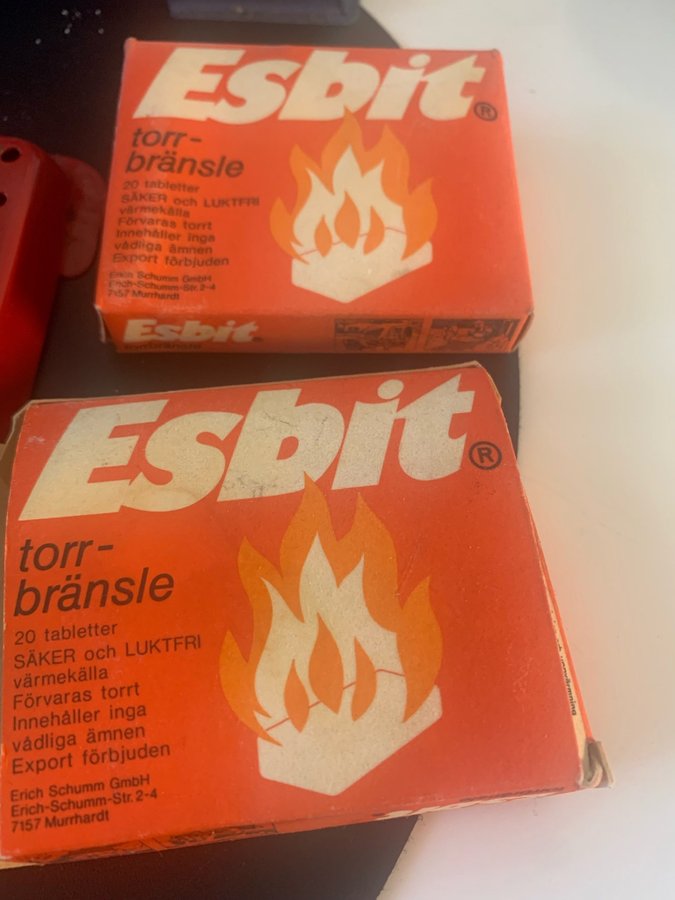 Esbit®
torr-
bränsle
20 tabletter
SÄKER och LUKTFRI
värmekälla
Förvaras torrt
Innehåller inga
vådliga ämnen
Export förbjuden
Erich Schumm GmbH
Erich-Schumm-Str. 2-4
7157 Murrhardt
Esbit®
torrbränsle
Esbit®
torr-
bränsle
20 tabletter
SÄKER och LUKTFRI
värmekälla
Förvaras torrt
Innehåller inga
vådliga ämnen
Export förbjuden
Erich Schumm GmbH
Erich-Schumm-Str. 2-4
7157 Murrhardt